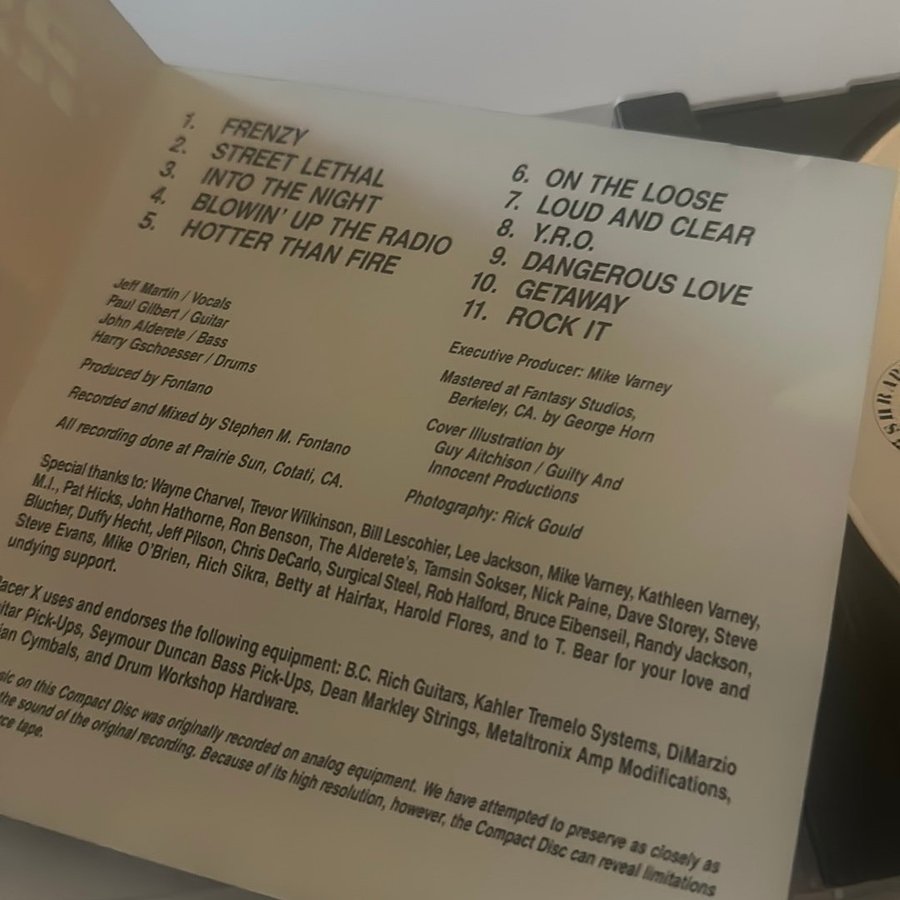 1. FRENZY
2. STREET LETHAL
3. INTO THE NIGHT
4. BLOWIN' UP THE RADIO
5. HOTTER THAN FIRE
6. ON THE LOOSE
7. LOUD AND CLEAR
8. Y.R.O.
9. DANGEROUS LOVE
10. GETAWAY
11. ROCK IT
Jeff Martin / Vocals
Paul Gilbert / Guitar
John Alderete / Bass
Harry Gschoesser / Drums
Produced by Fontano
Recorded and Mixed by Stephen M. Fontano
All recording done at Prairie Sun, Cotati, CA.
Executive Producer: Mike Varney
Mastered at Fantasy Studios,
Berkeley, CA. by George Horn
Cover Illustration by
Guy Aitchison / Guilty And
Innocent Productions
Photography: Rick Gould
Special thanks to: Wayne Charvel, Trevor Wilkinson, Bill Lescohier, Lee Jackson, Mike Varney, Kathleen Varney,
M.I., Pat Hicks, John Hathorne, Ron Benson, The Alderete's, Tamsin Sokser, Nick Paine, Dave Storey, Steve
Blucher, Duffy Hecht, Jeff Pilson, Chris DeCarlo, Surgical Steel, Rob Halford, Bruce Eibenseil, Randy Jackson,
Steve Evans, Mike O'Brien, Rich Sikra, Betty at Hairfax, Harold Flores, and to T. Bear for your love and
undying support.
Racer X uses and endorses the following equipment: B.C. Rich Guitars, Kahler Tremelo Systems, DiMarzio
Pick-Ups, Seymour Duncan Bass Pick-Ups, Dean Markley Strings, Metaltronix Amp Modifications,
Cymbals, and Drum Workshop Hardware.
on this Compact Disc was originally recorded on analog equipment. We have attempted to preserve as closely as
the sound of the original recording. Because of its high resolution, however, the Compact Disc can reveal limitations
tape.